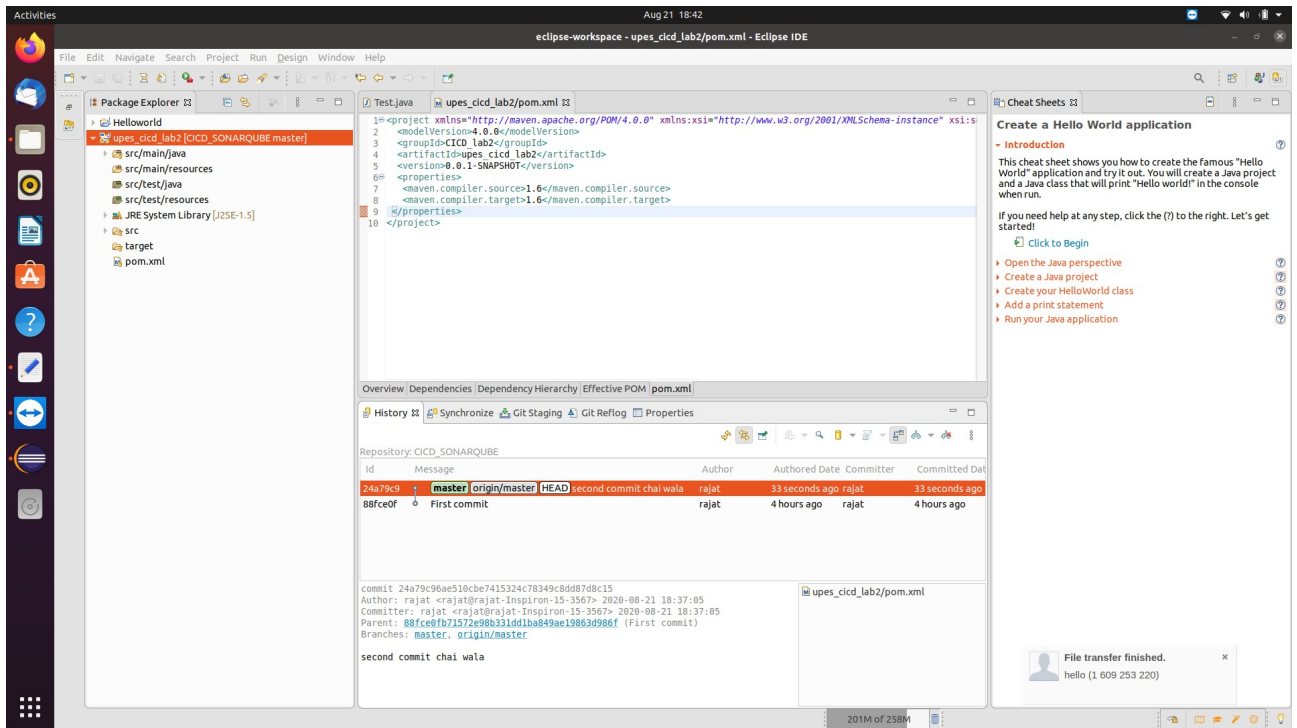 Activities
Aug 21 18:42
eclipse-workspace - upes_cicd_lab2/pom.xml - Eclipse IDE
File Edit Navigate Search Project Run Design Window Help
Package Explorer
Helloworld
upes_cicd_lab2 [CICD_SONARQUBE master]
src/main/java
src/main/resources
src/test/java
src/test/resources
JRE System Library [J2SE-1.5]
src
target
pom.xml
Test.java upes_cicd_lab2/pom.xml
1 <project xmlns="http://maven.apache.org/POM/4.0.0" xmlns:xsi="http://www.w3.org/2001/XMLSchema-instance" xsi:s
2 <modelVersion>4.0.0</modelVersion>
3 <groupId>CICD_lab2</groupId>
4 <artifactId>upes_cicd_lab2</artifactId>
5 <version>0.0.1-SNAPSHOT</version>
6 <properties>
7 <maven.compiler.source>1.6</maven.compiler.source>
8 <maven.compiler.target>1.6</maven.compiler.target>
9 </properties>
10 </project>
Overview Dependencies Dependency Hierarchy Effective POM pom.xml
History Synchronize Git Staging Git Reflog Properties
Repository: CICD_SONARQUBE
Id Message Author Authored Date Committer Committed Dat
24a79c9 master origin/master HEAD second commit chai wala rajat 33 seconds ago rajat 33 seconds ago
88fce0f First commit rajat 4 hours ago rajat 4 hours ago
commit 24a79c96ae510cbe7415324c78349c8dd87d8c15
Author: rajat <rajat@rajat-Inspiron-15-3567> 2020-08-21 18:37:05
Committer: rajat <rajat@rajat-Inspiron-15-3567> 2020-08-21 18:37:05
Parent: 88fce0fb71572e98b331dd1ba849ae19863d986f (First commit)
Branches: master, origin/master
second commit chai wala
upes_cicd_lab2/pom.xml
Cheat Sheets
Create a Hello World application
Introduction
This cheat sheet shows you how to create the famous "Hello
World" application and try it out. You will create a Java project
and a Java class that will print "Hello world!" in the console
when run.
If you need help at any step, click the (?) to the right. Let's get
started!
Click to Begin
Open the Java perspective
Create a Java project
Create your HelloWorld class
Add a print statement
Run your Java application
File transfer finished.
hello (1 609 253 220)
201M of 258M